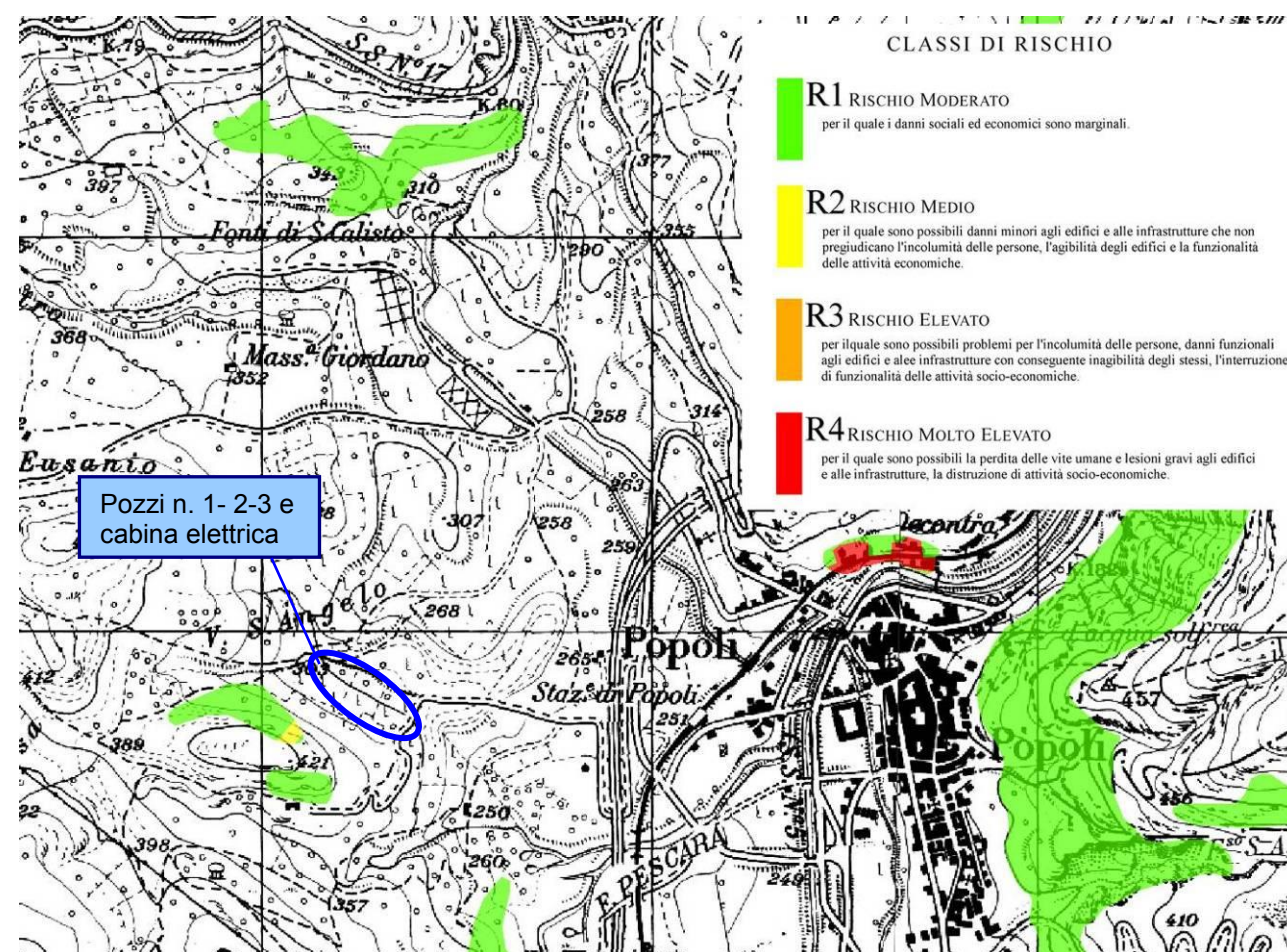 CLASSI DI RISCHIO
R1 RISCHIO MODERATO
per il quale i danni sociali ed economici sono marginali.
R2 RISCHIO MEDIO
per il quale sono possibili danni minori agli edifici e alle infrastrutture che non
pregiudicano l'incolumità delle persone, l'agibilità degli edifici e la funzionalità
delle attività economiche.
R3 RISCHIO ELEVATO
per ilquale sono possibili problemi per l'incolumità delle persone, danni funzionali
agli edifici e alee infrastrutture con conseguente inagibilità degli stessi, l'interruzione
di funzionalità delle attività socio-economiche.
R4 RISCHIO MOLTO ELEVATO
per il quale sono possibili la perdita delle vite umane e lesioni gravi agli edifici
e alle infrastrutture, la distruzione di attività socio-economiche.
K.79
S.S. N° 17
K.80
377
397
343
310
Fonti di S. Calisto
290
355
368
Mass.a Giordano
352
258
314
Eusanio
263
Pozzi n. 1- 2-3 e
cabina elettrica
307
258
259
V. S. Angelo
268
Popoli
265
Staz. di Popoli
251
303
412
389
421
457
Popoli
456
250
398
260
F. PESCARA
249
357
410